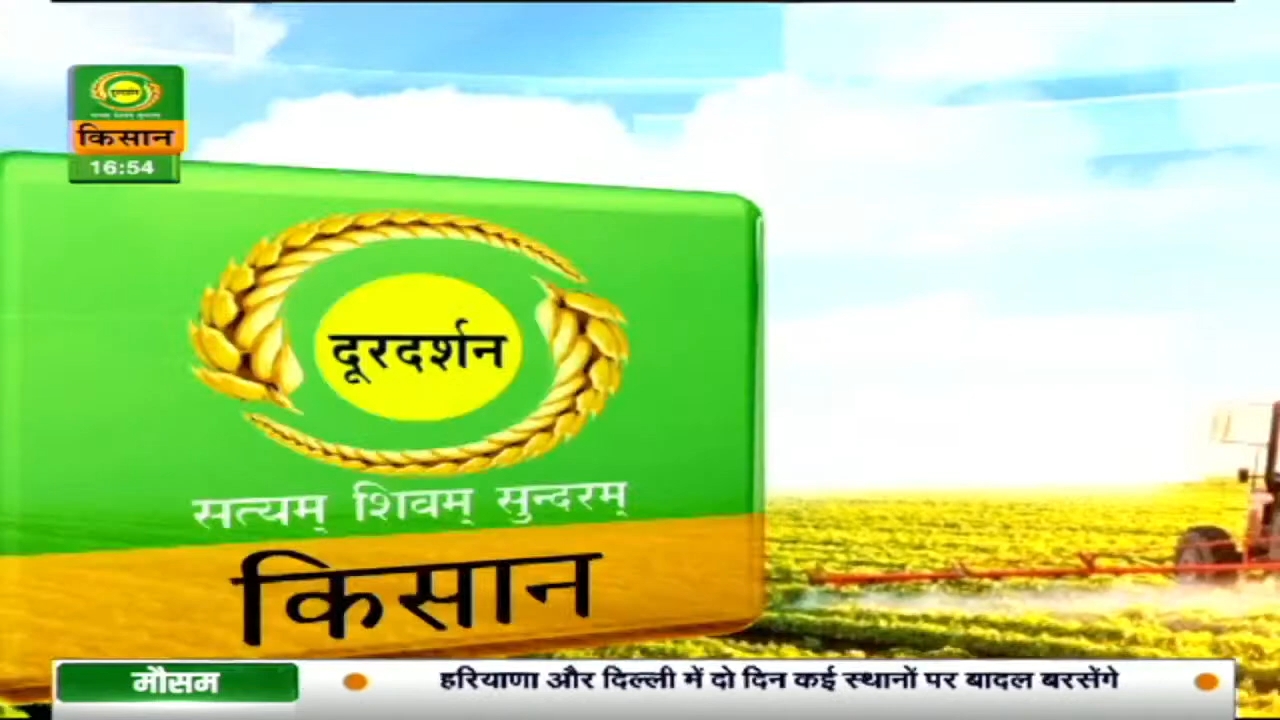 किसान
16:54
दूरदर्शन
सत्यम् शिवम् सुन्दरम्
किसान
मौसम
हरियाणा और दिल्ली में दो दिन कई स्थानों पर बादल बरसेंगे